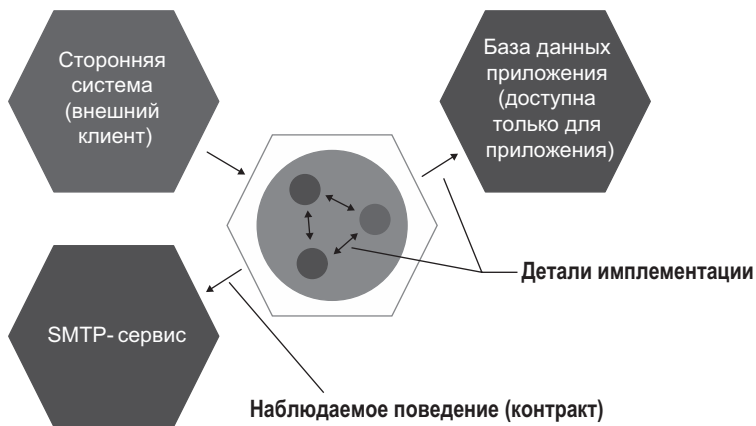 Сторонняя
система
(внешний
клиент)
База данных
приложения
(доступна
только для
приложения)
Детали имплементации
SMTP- сервис
Наблюдаемое поведение (контракт)